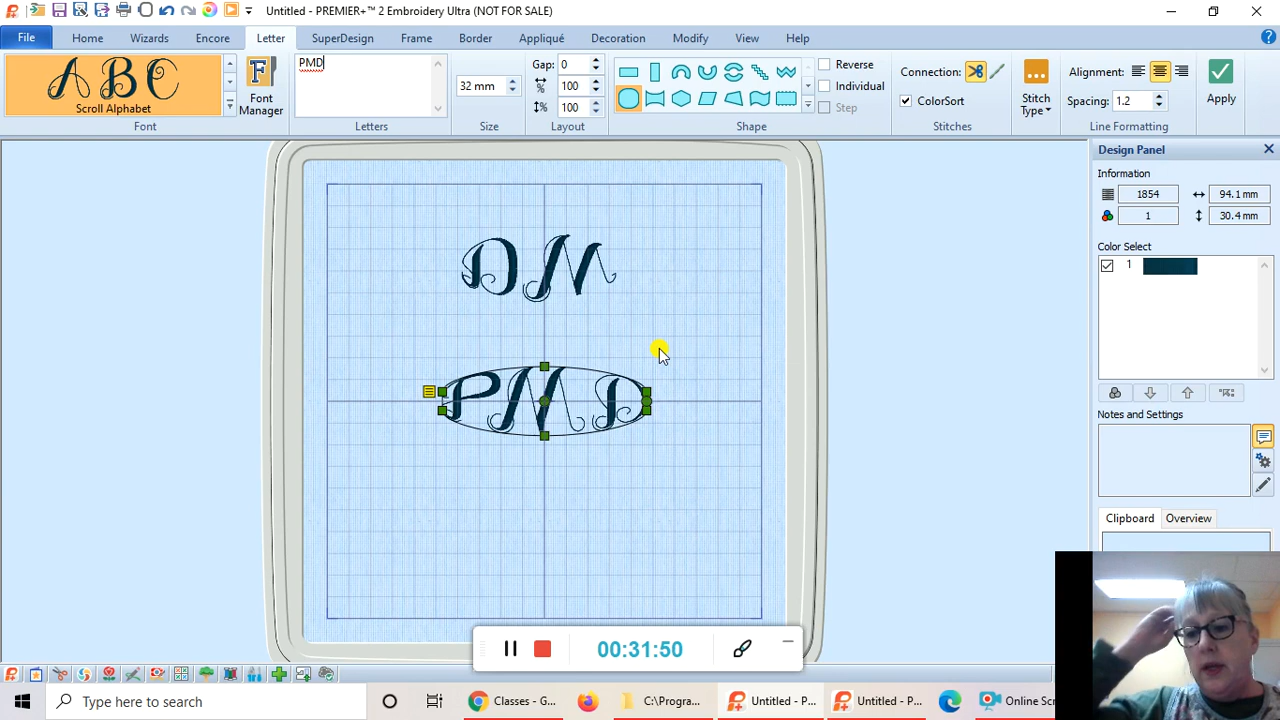 Untitled - PREMIER+™ 2 Embroidery Ultra (NOT FOR SALE)
File Home Wizards Encore Letter SuperDesign Frame Border Appliqué Decoration Modify View Help
ABC
Scroll Alphabet
Font Manager
Font
PMD
Letters
32 mm
Size
Gap: 0
% 100
% 100
Layout
Reverse
Individual
Step
Shape
Connection:
ColorSort
Stitches
Stitch Type
Alignment:
Spacing: 1.2
Line Formatting
Apply
Design Panel
Information
1854 94.1 mm
1 30.4 mm
Color Select
1
Notes and Settings
Clipboard Overview
DM
PMD
00:31:50
Type here to search
Classes - G...
C:\Progra...
Untitled - P...
Untitled - P...
Online Scr